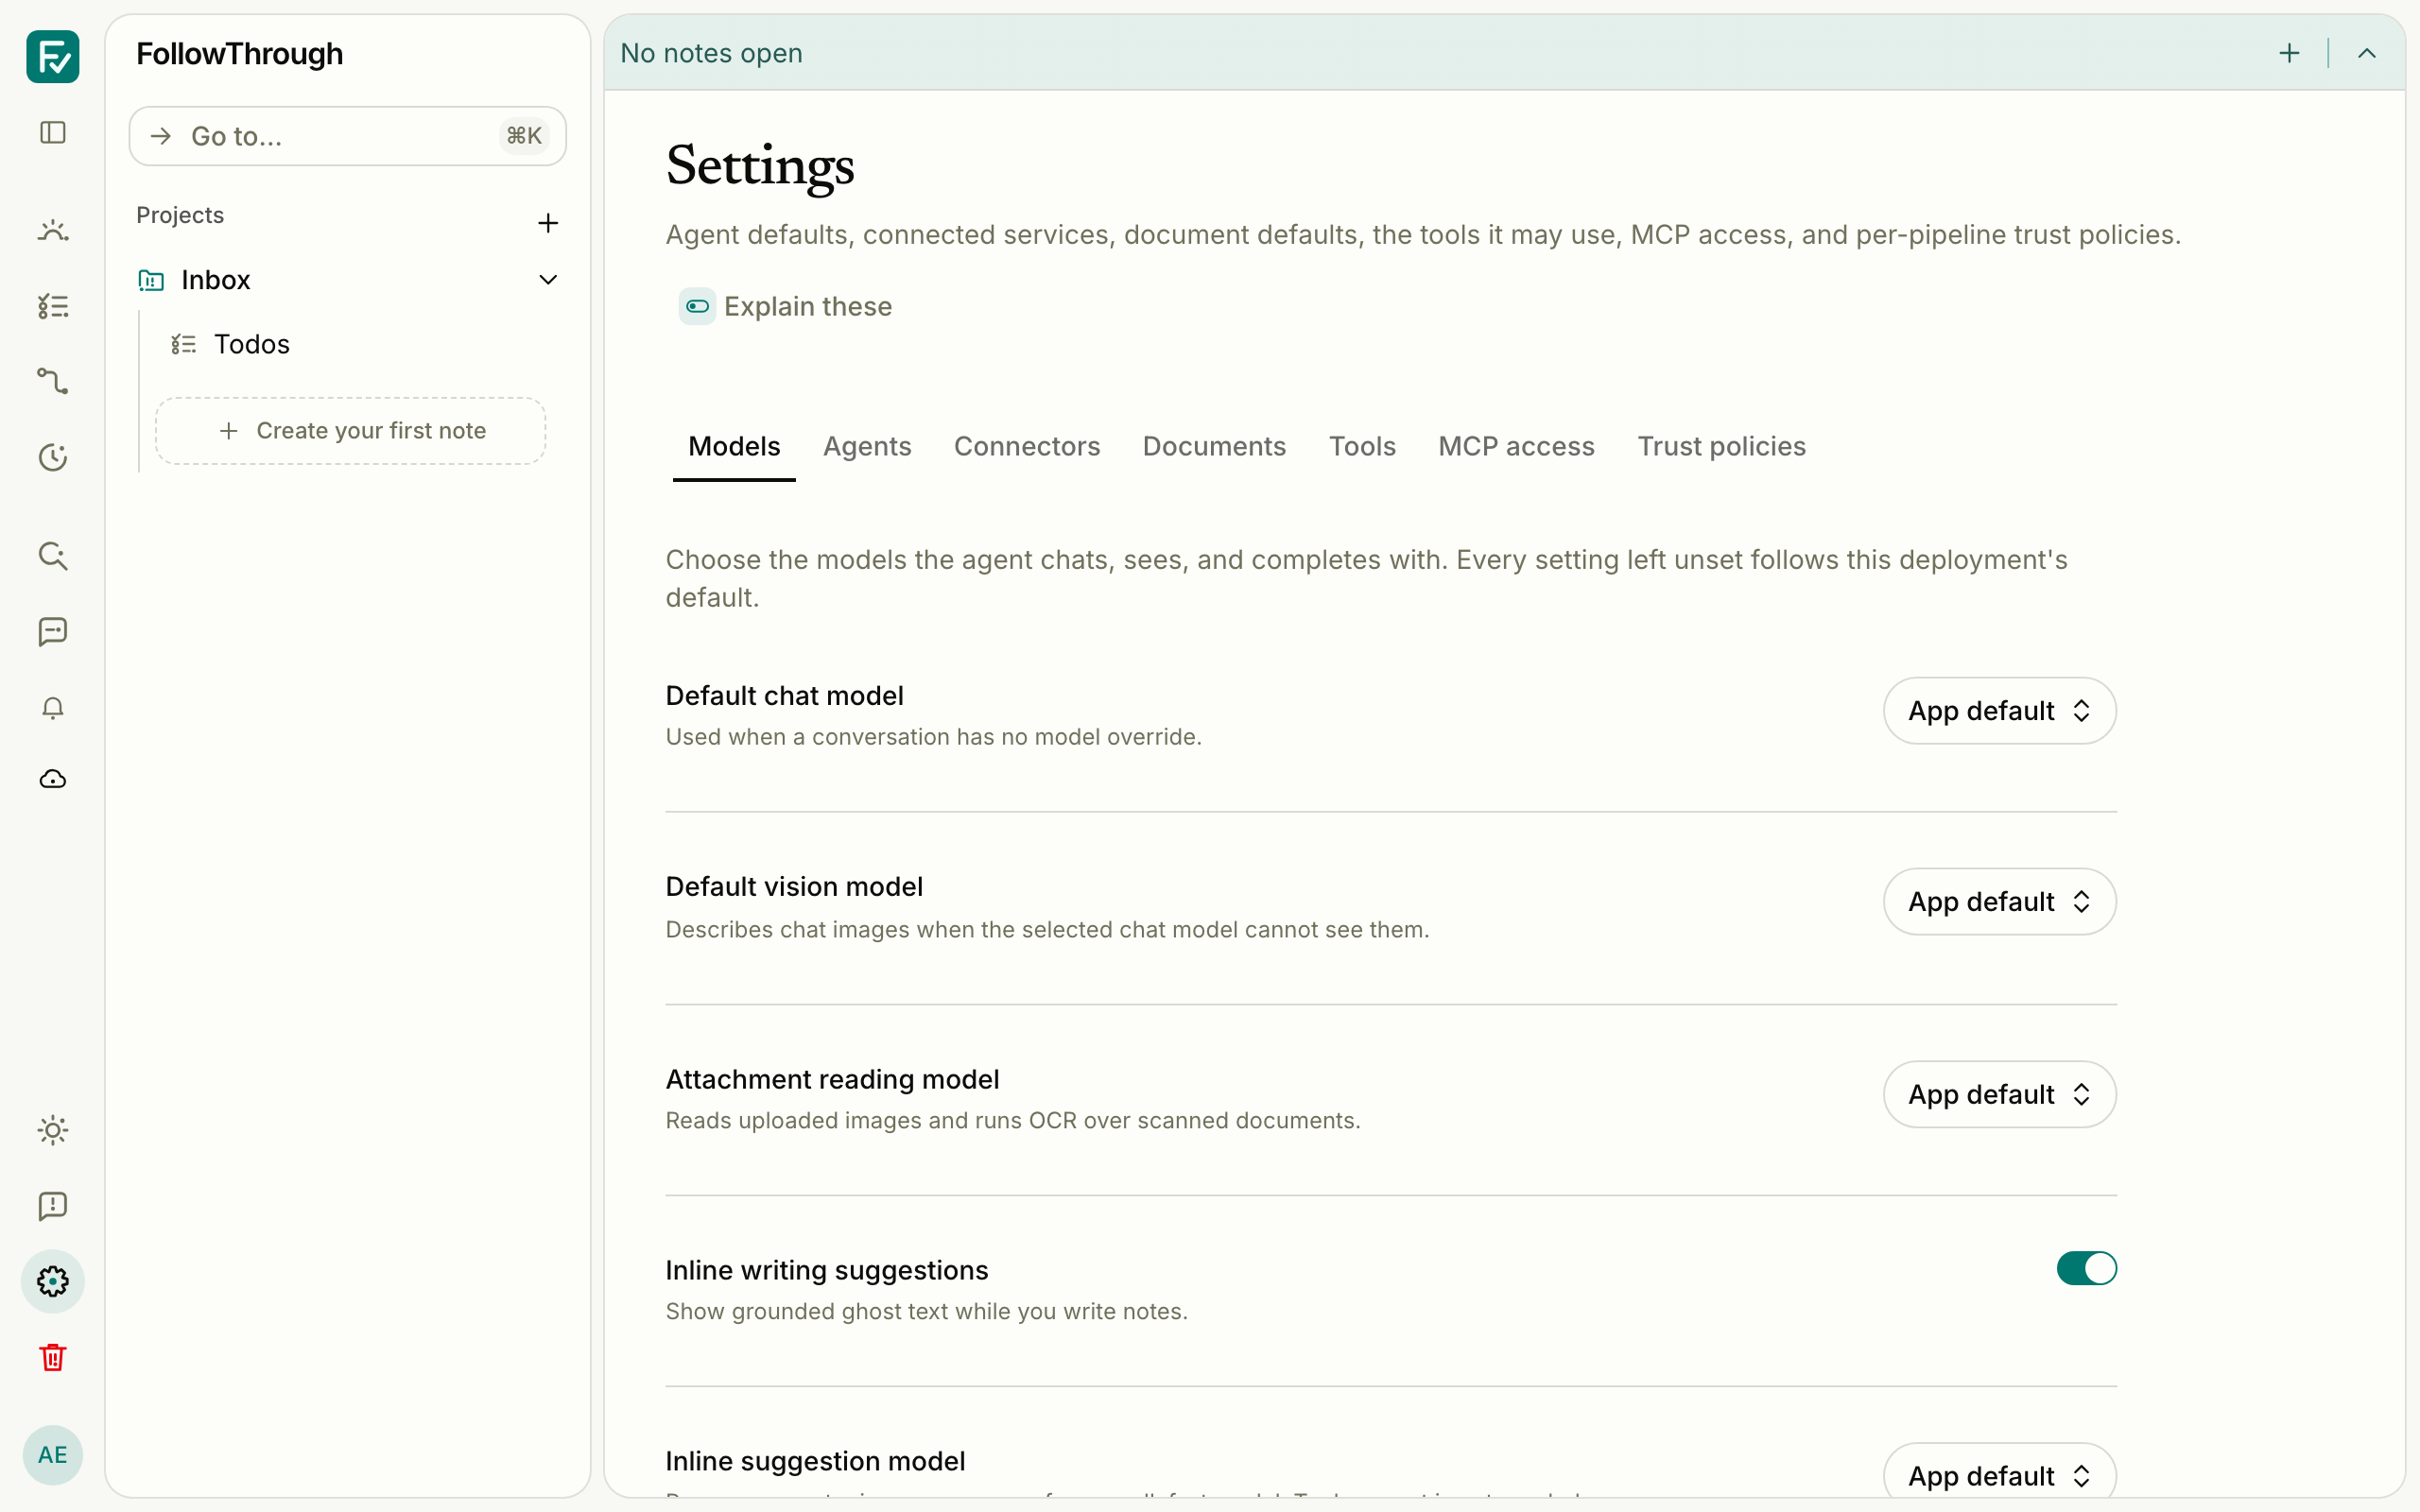 FollowThrough
Go to...
⌘K
Projects
Inbox
Todos
Create your first note
AE
No notes open
Settings
Agent defaults, connected services, document defaults, the tools it may use, MCP access, and per-pipeline trust policies.
Explain these
Models
Agents
Connectors
Documents
Tools
MCP access
Trust policies
Choose the models the agent chats, sees, and completes with. Every setting left unset follows this deployment's
default.
Default chat model
App default
Used when a conversation has no model override.
Default vision model
App default
Describes chat images when the selected chat model cannot see them.
Attachment reading model
App default
Reads uploaded images and runs OCR over scanned documents.
Inline writing suggestions
Show grounded ghost text while you write notes.
Inline suggestion model
App default